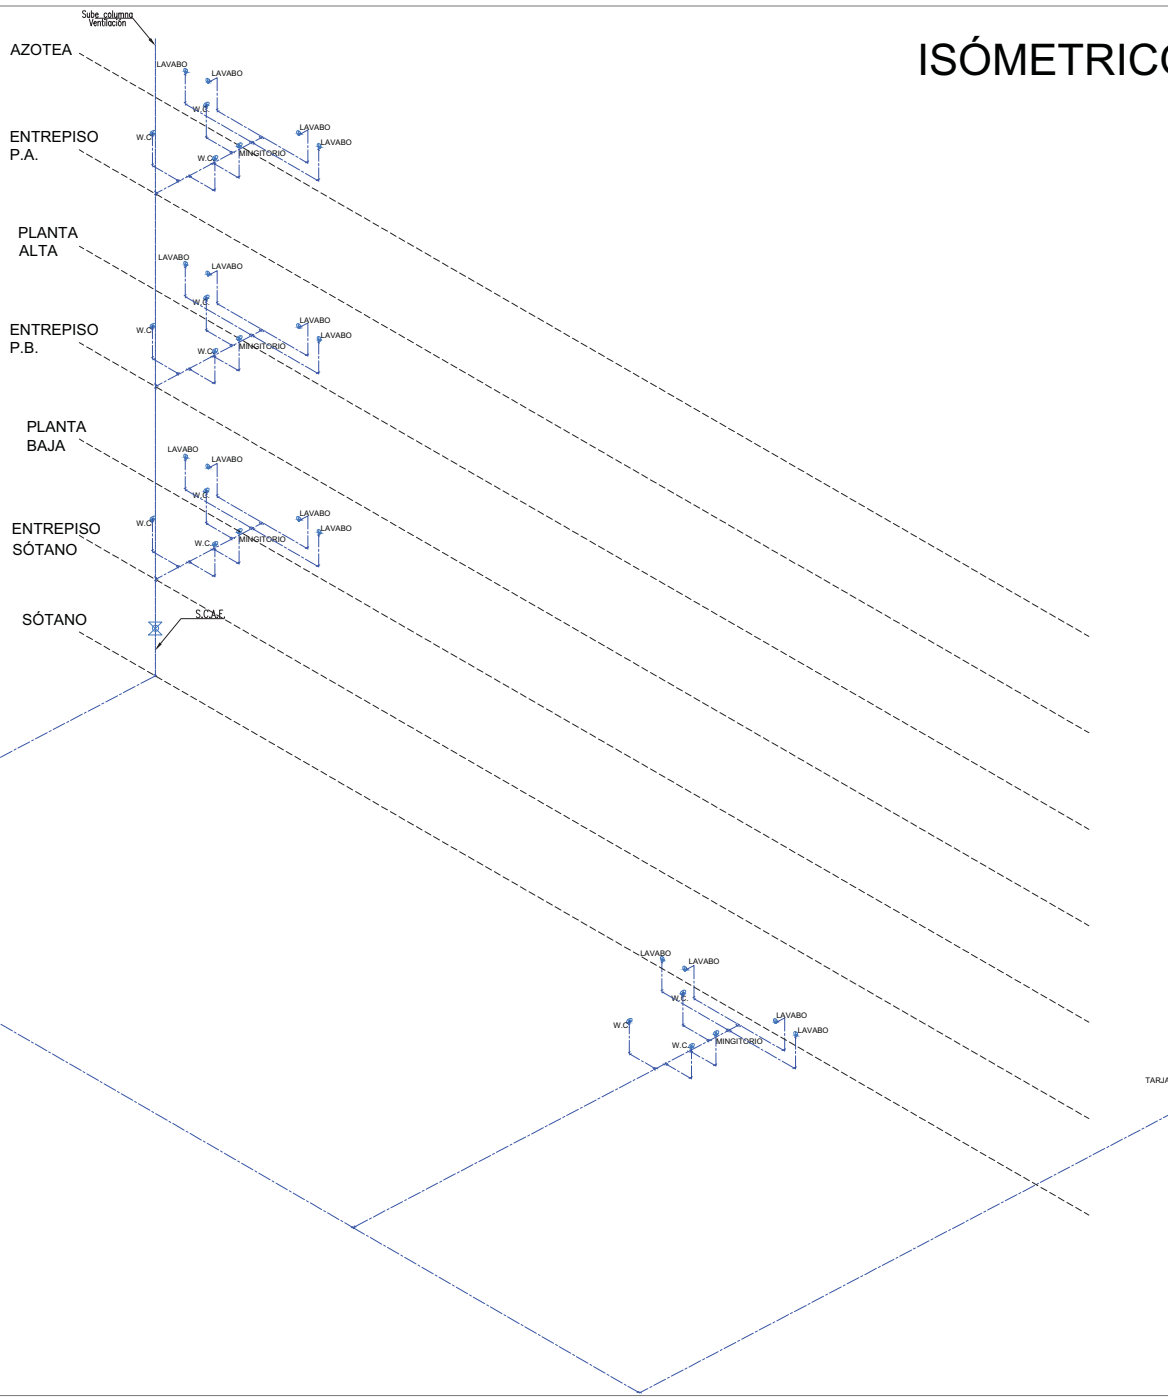 Sube columna
Ventilación
ISÓMETRICO
AZOTEA
LAVABO
LAVABO
W.C.
LAVABO
LAVABO
W.C.
W.C.
MINGITORIO
ENTREPISO
P.A.
PLANTA
ALTA
LAVABO
LAVABO
W.C.
LAVABO
LAVABO
W.C.
W.C.
MINGITORIO
ENTREPISO
P.B.
PLANTA
BAJA
LAVABO
LAVABO
W.C.
LAVABO
LAVABO
W.C.
W.C.
MINGITORIO
ENTREPISO
SÓTANO
S.C.A.F.
SÓTANO
LAVABO
LAVABO
W.C.
LAVABO
LAVABO
W.C.
W.C.
MINGITORIO
TARJA